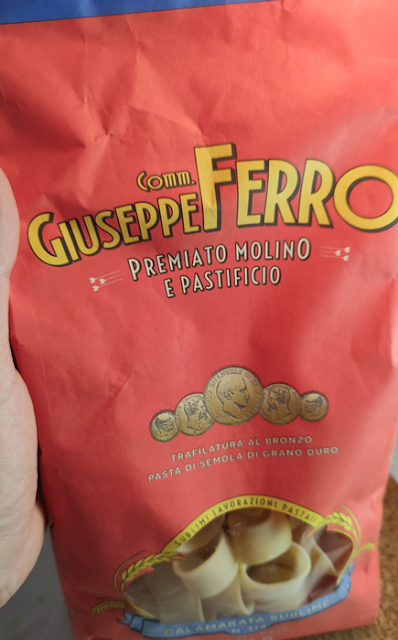 Comm.
GIUSEPPE FERRO
PREMIATO MOLINO
E PASTIFICIO
TRAFILATURA AL BRONZO
PASTA DI SEMOLA DI GRANO DURO
SUBLIMI LAVORAZIONI PASTAI
CALAMARATA SUBLIME